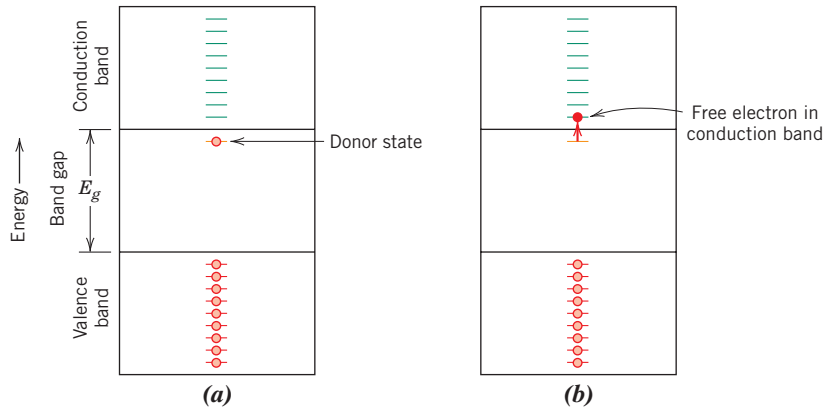 Conduction
band
Energy
Band gap
E_g
Valence
band
Donor state
(a)
Free electron in
conduction band
(b)